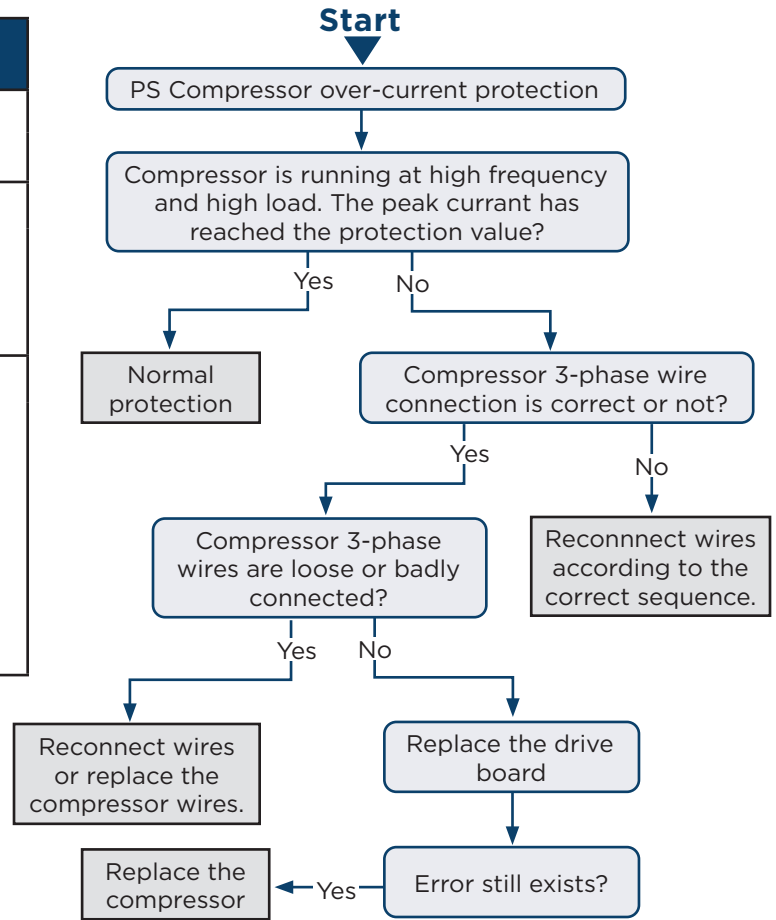 Start
PS Compressor over-current protection
Compressor is running at high frequency
and high load. The peak currant has
reached the protection value?
Yes
No
Normal
protection
Compressor 3-phase wire
connection is correct or not?
Yes
No
Compressor 3-phase
wires are loose or badly
connected?
Reconnnect wires
according to the
correct sequence.
Yes
No
Reconnect wires
or replace the
compressor wires.
Replace the drive
board
Replace the
compressor
Yes
Error still exists?